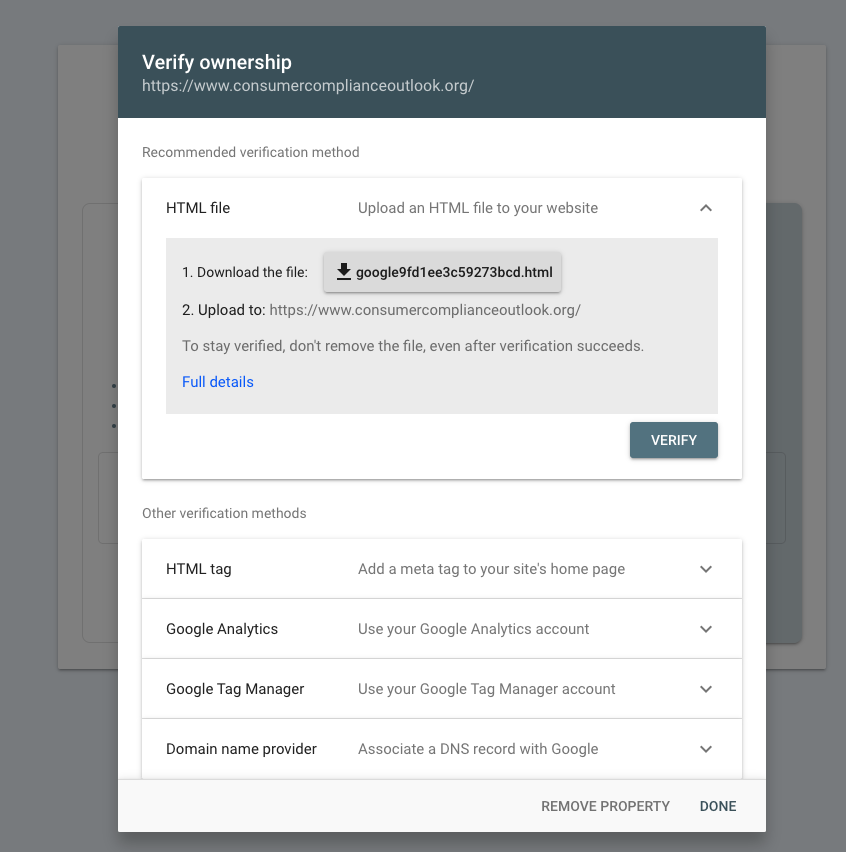 Verify ownership
https://www.consumercomplianceoutlook.org/
Recommended verification method
HTML file Upload an HTML file to your website
1. Download the file: google9fd1ee3c59273bcd.html
2. Upload to: https://www.consumercomplianceoutlook.org/
To stay verified, don't remove the file, even after verification succeeds.
Full details
VERIFY
Other verification methods
HTML tag Add a meta tag to your site's home page
Google Analytics Use your Google Analytics account
Google Tag Manager Use your Google Tag Manager account
Domain name provider Associate a DNS record with Google
REMOVE PROPERTY DONE